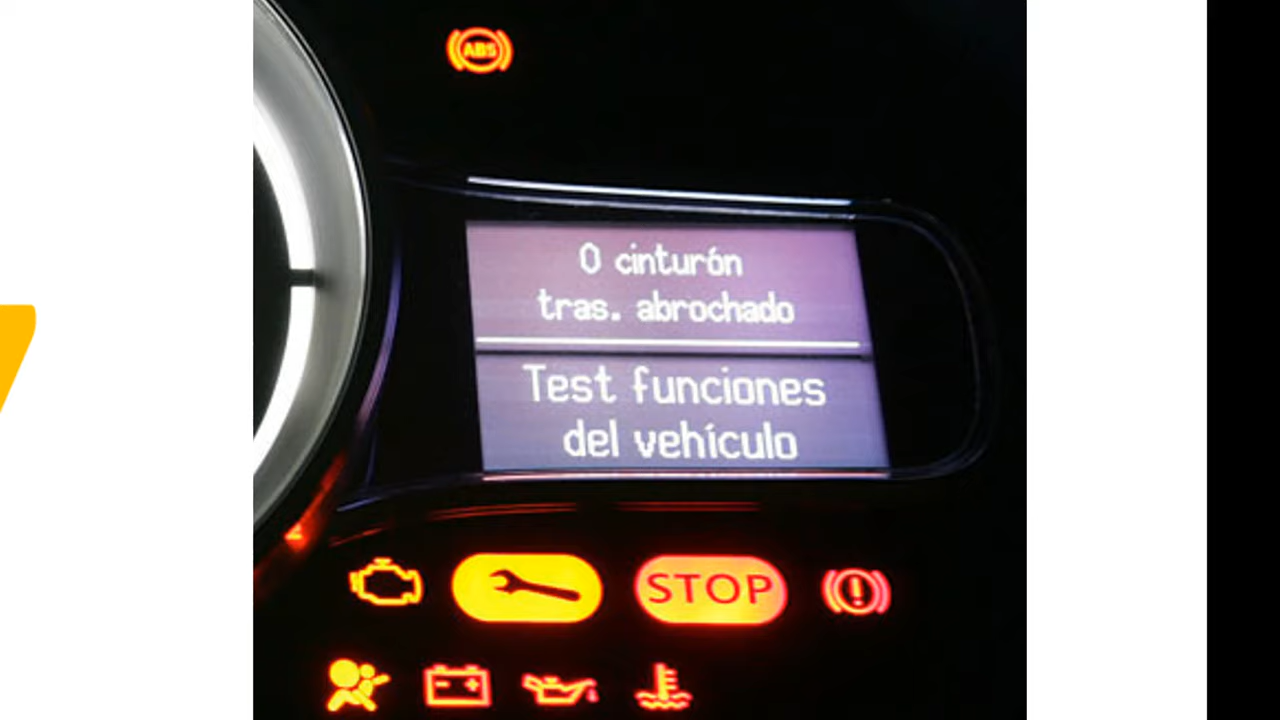 ABS
0 cinturón
tras. abrochado
Test funciones
del vehículo
STOP